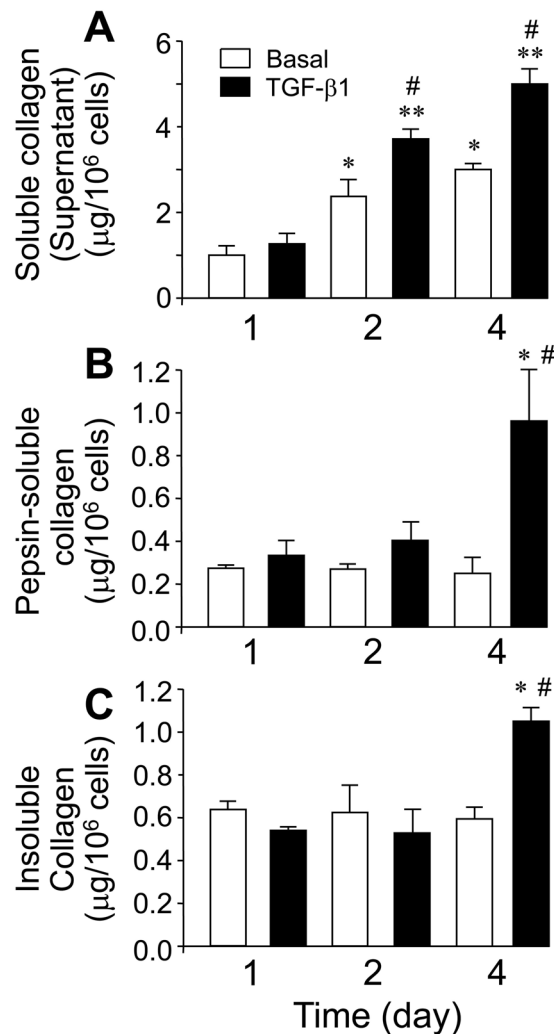 A
Soluble collagen
(Supernatant)
(μg/10⁶ cells)
6
4
2
0
Basal
TGF-β1
*
#
**
*
#
**
1 2 4
B
Pepsin-soluble
collagen
(μg/10⁶ cells)
1.2
1.0
0.8
0.6
0.4
0.2
0.0
* #
1 2 4
C
Insoluble
Collagen
(μg/10⁶ cells)
1.2
1.0
0.8
0.6
0.4
0.2
0.0
* #
1 2 4
Time (day)